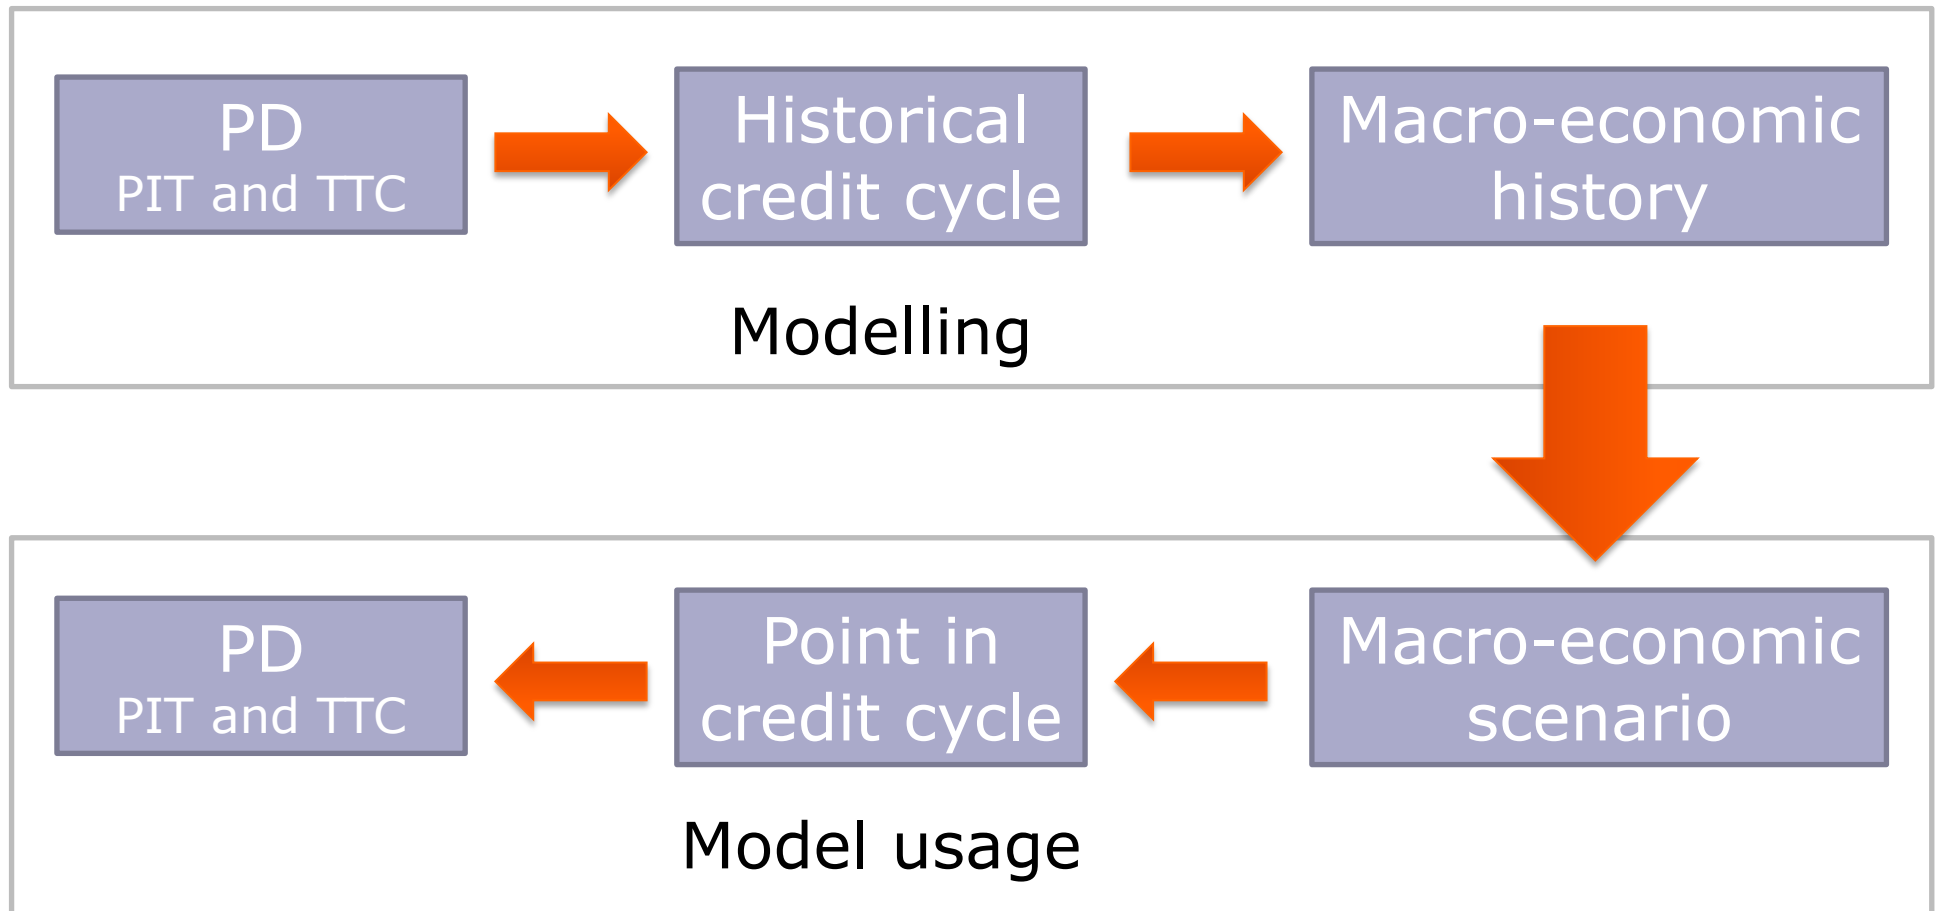 PD
PIT and TTC
Historical
credit cycle
Macro-economic
history
Modelling
PD
PIT and TTC
Point in
credit cycle
Macro-economic
scenario
Model usage